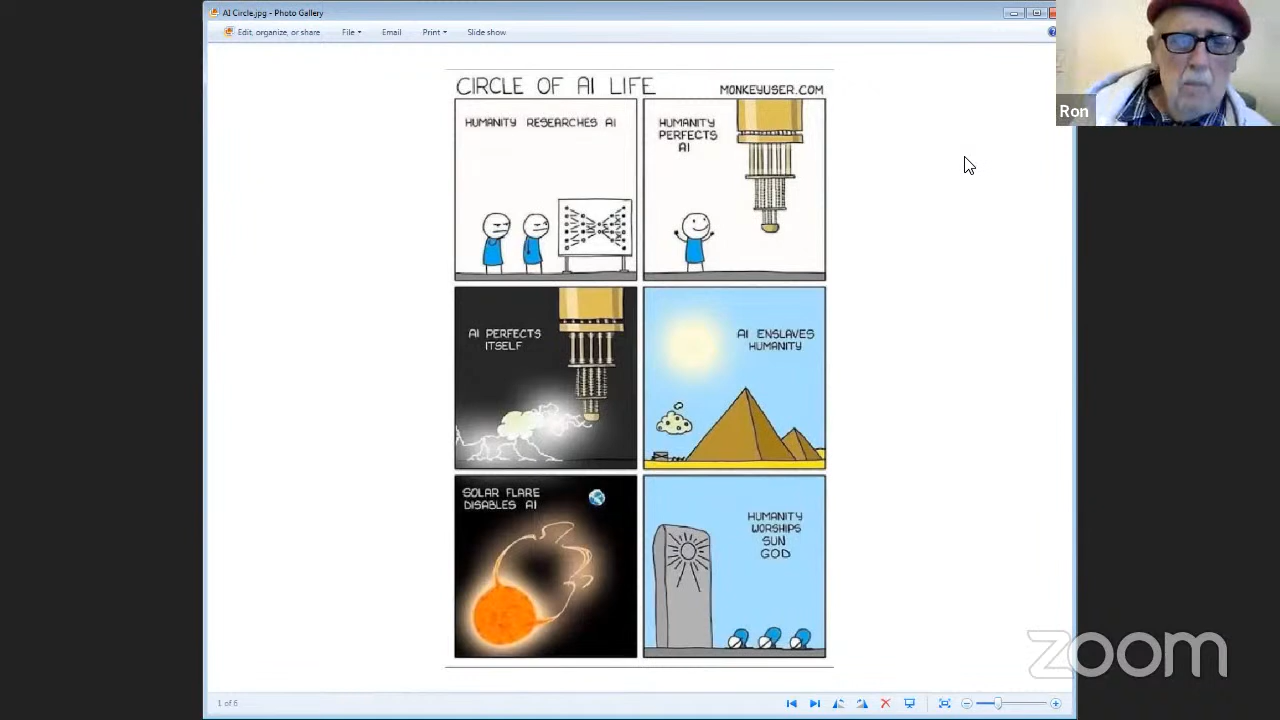 AI Circle.jpg - Photo Gallery
Edit, organize, or share File Email Print Slide show
Ron
CIRCLE OF AI LIFE
MONKEYUSER.COM
HUMANITY RESEARCHES AI
HUMANITY
PERFECTS
AI
AI PERFECTS
ITSELF
AI ENSLAVES
HUMANITY
SOLAR FLARE
DISABLES AI
HUMANITY
WORSHIPS
SUN
GOD
zoom
1 of 6